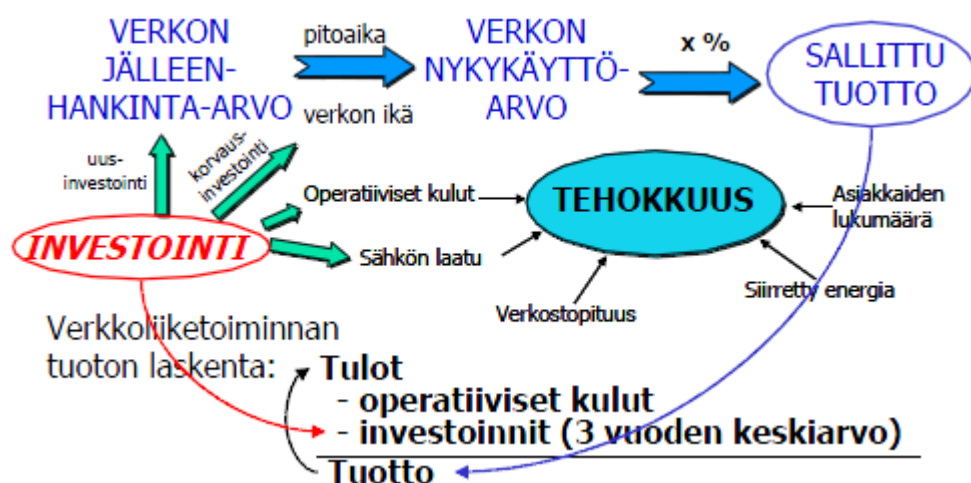 VERKON
JÄLLEEN-
HANKINTA-ARVO
pitoaika
verkon ikä
VERKON
NYKYKÄYTTÖ-
ARVO
x %
SALLITTU
TUOTTO
uus-
investointi
korvaus-
investointi
Operatiiviset kulut
TEHOKKUUS
Asiakkaiden
lukumäärä
INVESTOINTI
Sähkön laatu
Siirretty energia
Verkostopituus
Verkkoliiketoiminnan
tuoton laskenta:
Tulot
- operatiiviset kulut
- investoinnit (3 vuoden keskiarvo)
Tuotto